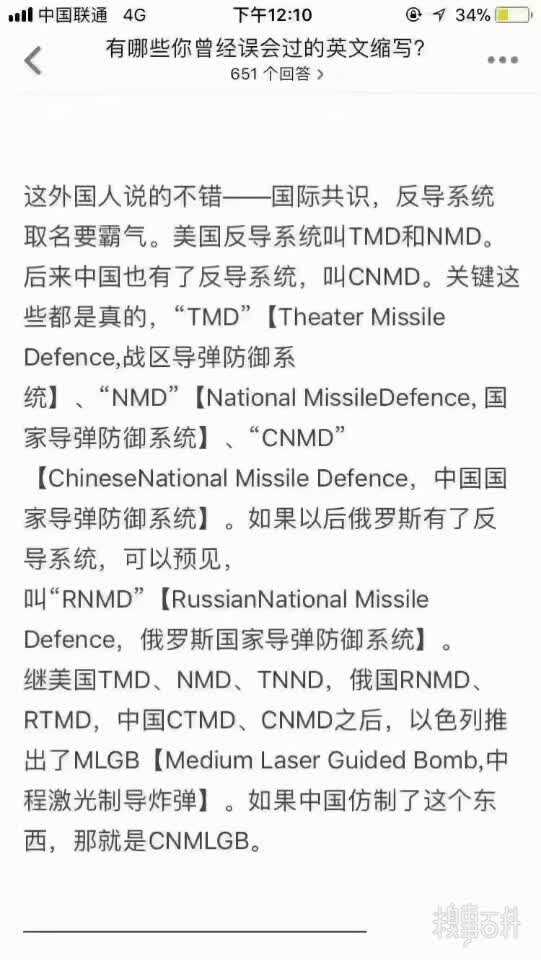 中国联通 4G 下午12:10 34%
有哪些你曾经误会过的英文缩写?
651 个回答 >
这外国人说的不错——国际共识，反导系统
取名要霸气。美国反导系统叫TMD和NMD。
后来中国也有了反导系统，叫CNMD。关键这
些都是真的，“TMD”【Theater Missile
Defence,战区导弹防御系
统】、“NMD”【National MissileDefence, 国
家导弹防御系统】、“CNMD”
【ChineseNational Missile Defence，中国国
家导弹防御系统】。如果以后俄罗斯有了反
导系统，可以预见，
叫“RNMD”【RussianNational Missile
Defence，俄罗斯国家导弹防御系统】。
继美国TMD、NMD、TNND，俄国RNMD、
RTMD，中国CTMD、CNMD之后，以色列推
出了MLGB【Medium Laser Guided Bomb,中
程激光制导炸弹】。如果中国仿制了这个东
西，那就是CNMLGB。
糗事百科